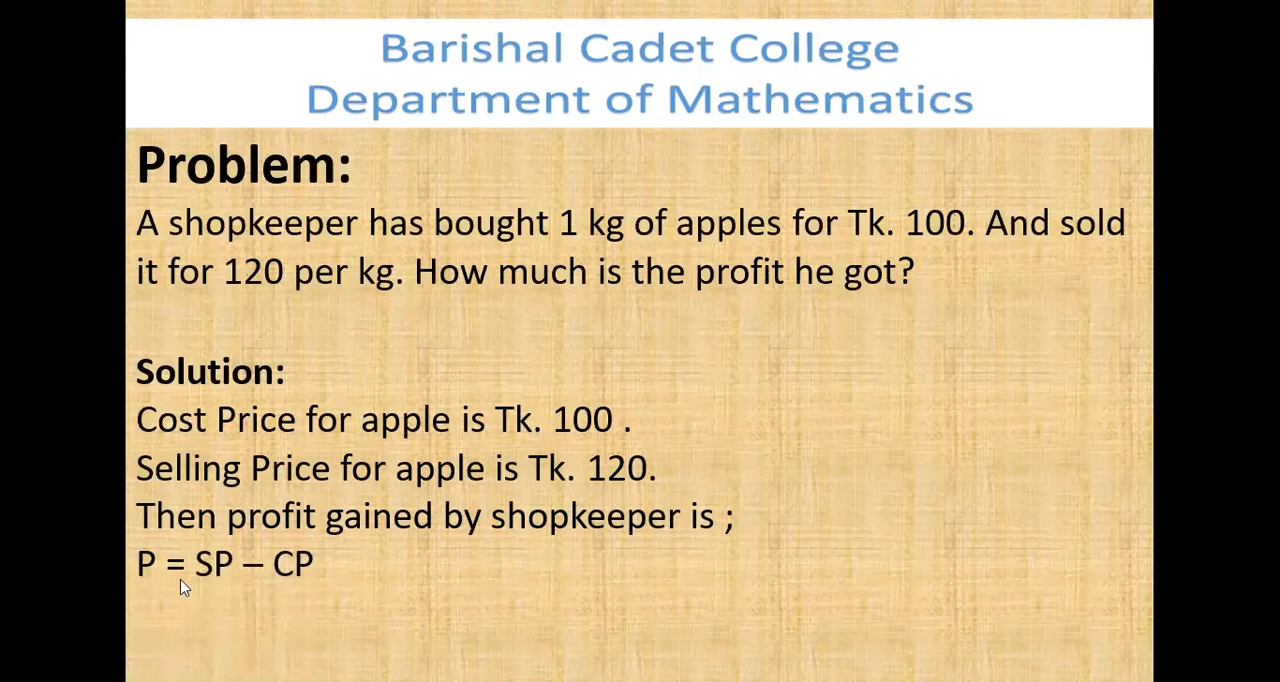 Barishal Cadet College
Department of Mathematics
Problem:
A shopkeeper has bought 1 kg of apples for Tk. 100. And sold
it for 120 per kg. How much is the profit he got?
Solution:
Cost Price for apple is Tk. 100 .
Selling Price for apple is Tk. 120.
Then profit gained by shopkeeper is ;
P = SP – CP